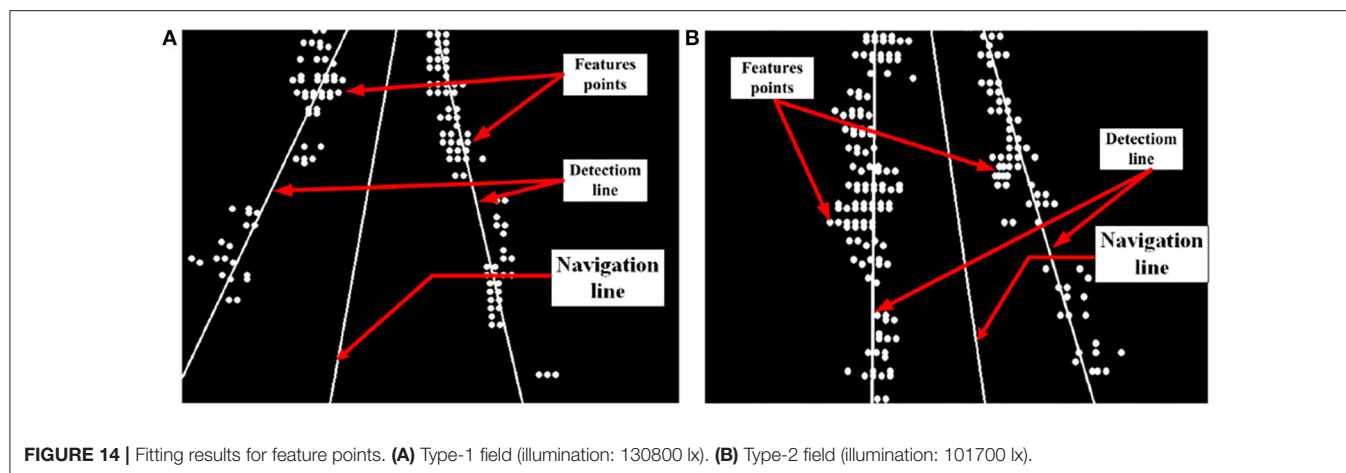 A
Features
points
Detectiom
line
Navigation
line
B
Features
points
Detectiom
line
Navigation
line
FIGURE 14 | Fitting results for feature points. (A) Type-1 field (illumination: 130800 lx). (B) Type-2 field (illumination: 101700 lx).